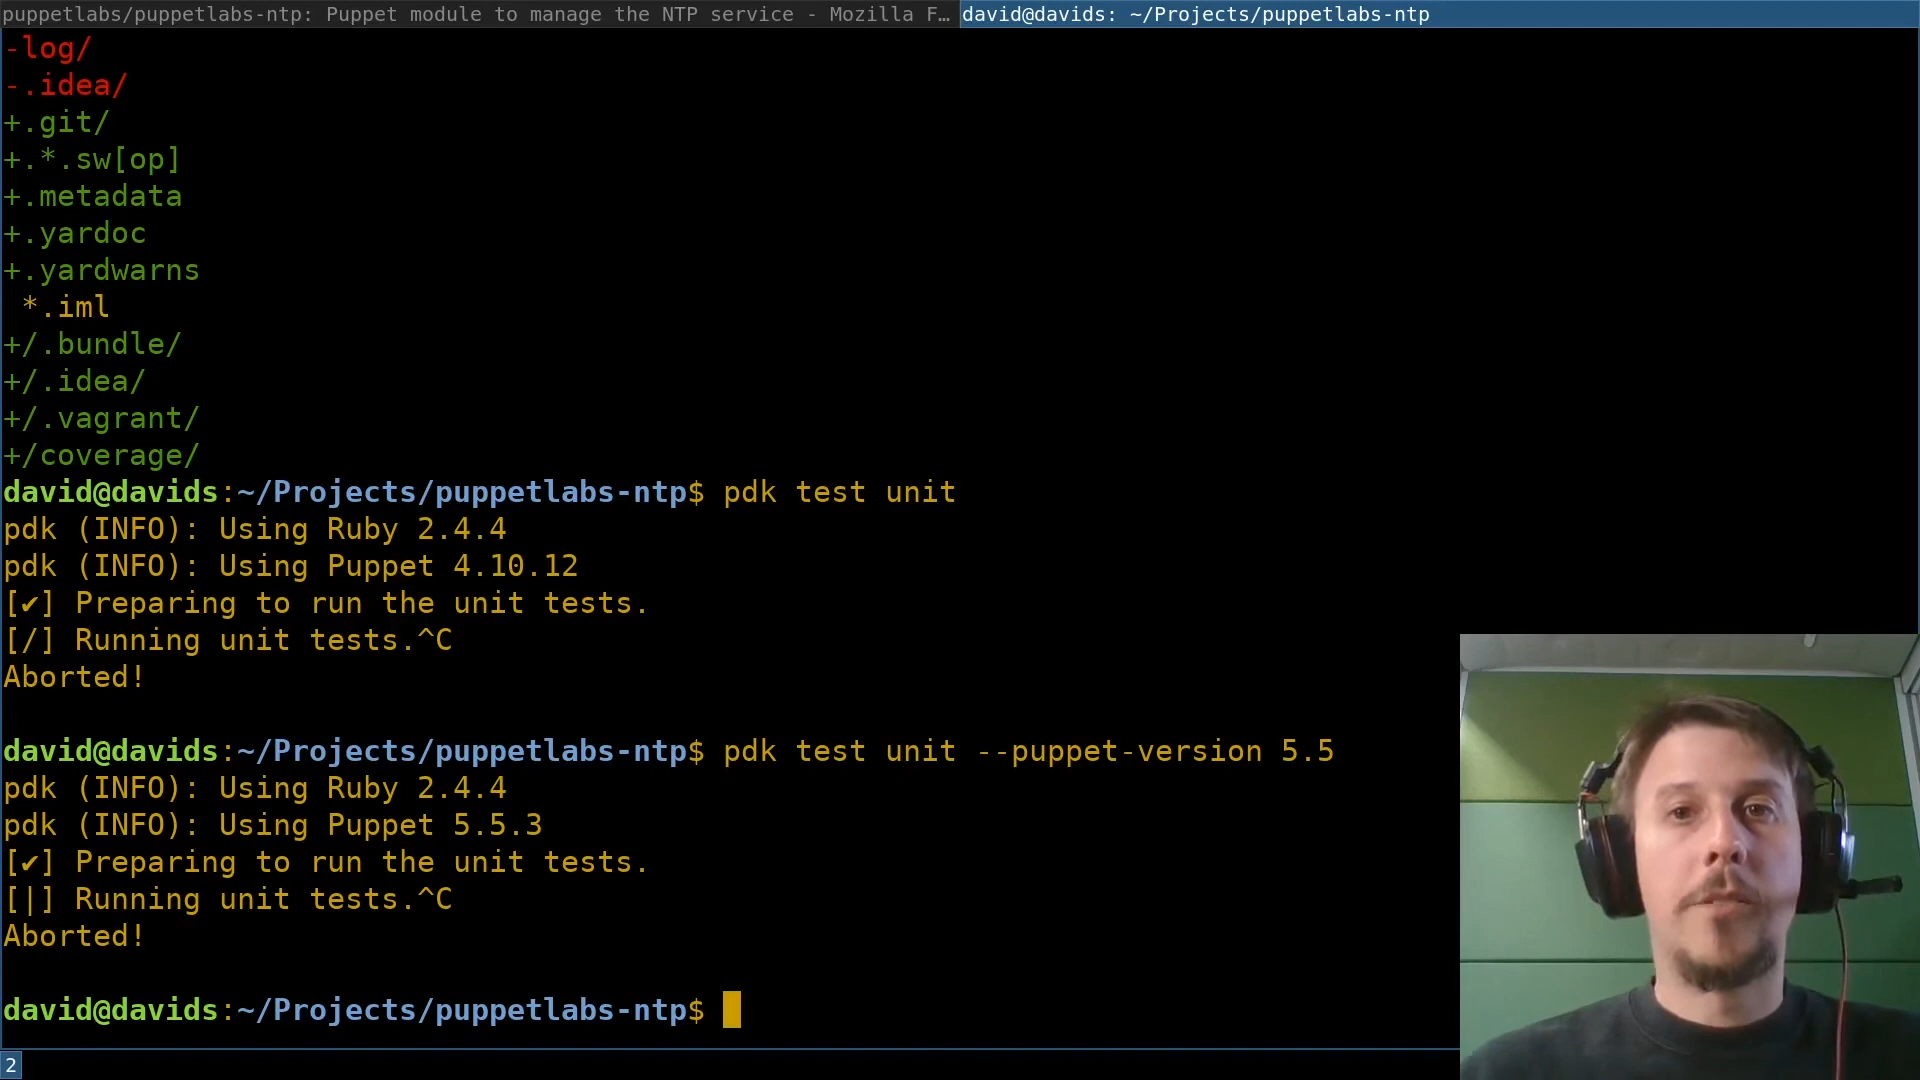 puppetlabs/puppetlabs-ntp: Puppet module to manage the NTP service - Mozilla F…
david@davids: ~/Projects/puppetlabs-ntp
-log/
-.idea/
+.git/
+.*.sw[op]
+.metadata
+.yardoc
+.yardwarns
 *.iml
+/.bundle/
+/.idea/
+/.vagrant/
+/coverage/
david@davids:~/Projects/puppetlabs-ntp$ pdk test unit
pdk (INFO): Using Ruby 2.4.4
pdk (INFO): Using Puppet 4.10.12
[✔] Preparing to run the unit tests.
[/] Running unit tests.^C
Aborted!
david@davids:~/Projects/puppetlabs-ntp$ pdk test unit --puppet-version 5.5
pdk (INFO): Using Ruby 2.4.4
pdk (INFO): Using Puppet 5.5.3
[✔] Preparing to run the unit tests.
[|] Running unit tests.^C
Aborted!
david@davids:~/Projects/puppetlabs-ntp$
2